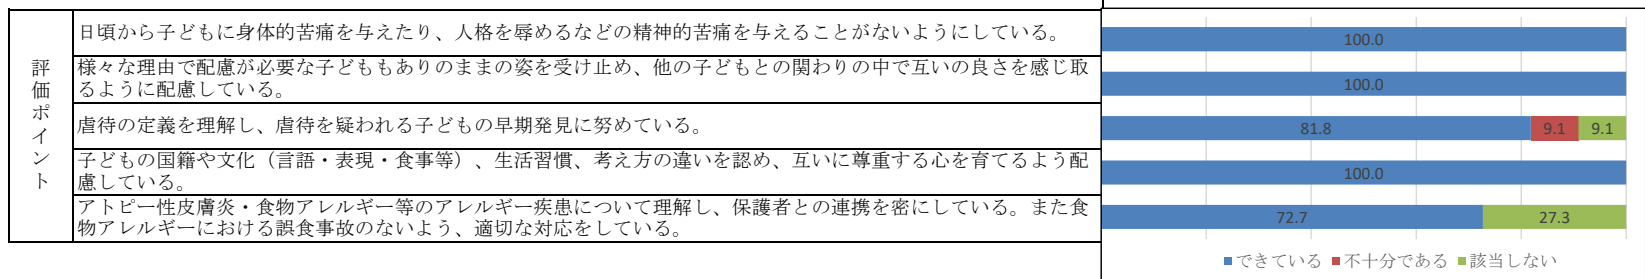 評価ポイント
日頃から子どもに身体的苦痛を与えたり、人格を辱めるなどの精神的苦痛を与えることがないようにしている。
100.0
様々な理由で配慮が必要な子どももありのままの姿を受け止め、他の子どもとの関わりの中で互いの良さを感じ取
るように配慮している。
100.0
虐待の定義を理解し、虐待を疑われる子どもの早期発見に努めている。
81.8 9.1 9.1
子どもの国籍や文化（言語・表現・食事等）、生活習慣、考え方の違いを認め、互いに尊重する心を育てるよう配
慮している。
100.0
アトピー性皮膚炎・食物アレルギー等のアレルギー疾患について理解し、保護者との連携を密にしている。また食
物アレルギーにおける誤食事故のないよう、適切な対応をしている。
72.7 27.3
できている 不十分である 該当しない